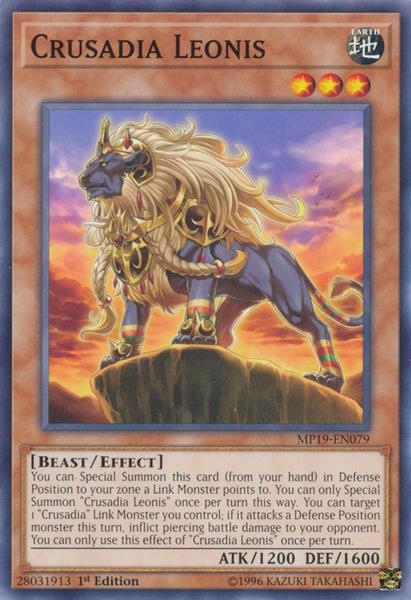 Crusadia Leonis
EARTH
地
MP19-EN079
[Beast/Effect]
You can Special Summon this card (from your hand) in Defense
Position to your zone a Link Monster points to. You can only Special
Summon "Crusadia Leonis" once per turn this way. You can target
1 "Crusadia" Link Monster you control; if it attacks a Defense Position
monster this turn, inflict piercing battle damage to your opponent.
You can only use this effect of "Crusadia Leonis" once per turn.
ATK/1200 DEF/1600
28031913 1st Edition ©1996 KAZUKI TAKAHASHI